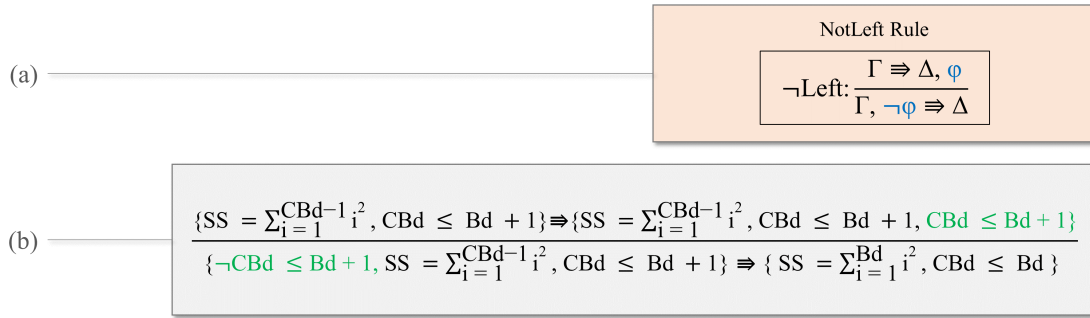 NotLeft Rule
(a)
¬Left: Γ ⇛ Δ, φ
Γ, ¬φ ⇛ Δ
{SS = ∑_{i = 1}^{CBd−1} i², CBd ≤ Bd + 1} ⇛ {SS = ∑_{i = 1}^{CBd−1} i², CBd ≤ Bd + 1, CBd ≤ Bd + 1}
(b)
{¬CBd ≤ Bd + 1, SS = ∑_{i = 1}^{CBd−1} i², CBd ≤ Bd + 1} ⇛ { SS = ∑_{i = 1}^{Bd} i², CBd ≤ Bd }